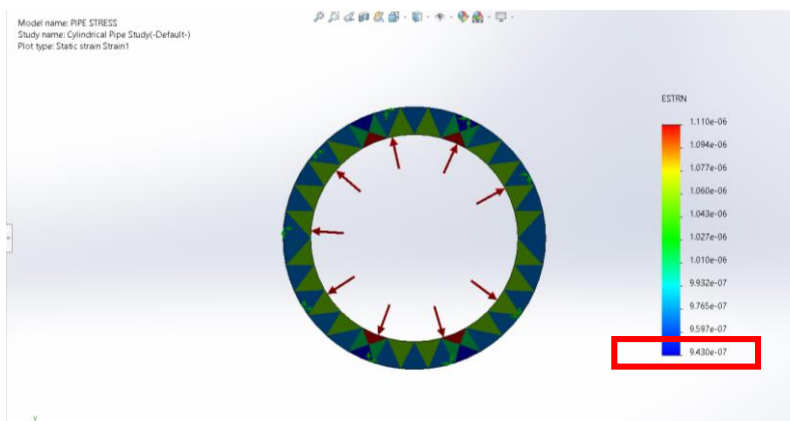 Model name: PIPE STRESS
Study name: Cylindrical Pipe Study(-Default-)
Plot type: Static strain Strain1
ESTRN
1.110e-06
1.094e-06
1.077e-06
1.060e-06
1.043e-06
1.027e-06
1.010e-06
9.932e-07
9.765e-07
9.597e-07
9.430e-07
Y